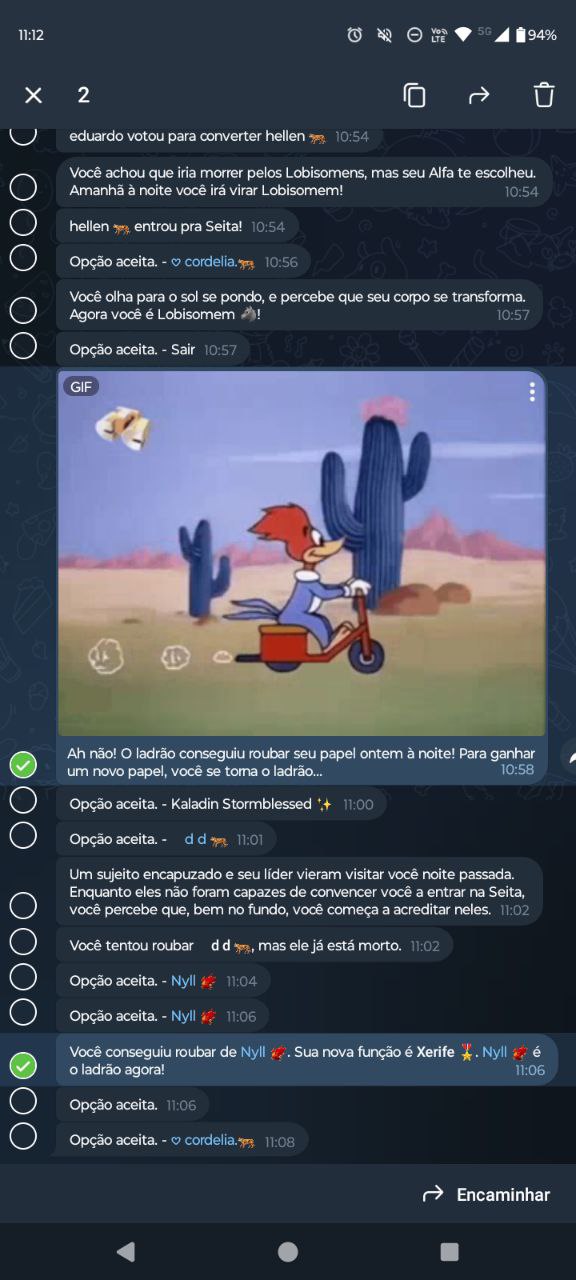 11:12
Vo) LTE 5G 94%
2
eduardo votou para converter hellen 🐅 10:54
Você achou que iria morrer pelos Lobisomens, mas seu Alfa te escolheu.
Amanhã à noite você irá virar Lobisomem! 10:54
hellen 🐅 entrou pra Seita! 10:54
Opção aceita. - ♡ cordelia.🐅 10:56
Você olha para o sol se pondo, e percebe que seu corpo se transforma.
Agora você é Lobisomem 🐺! 10:57
Opção aceita. - Sair 10:57
GIF
Ah não! O ladrão conseguiu roubar seu papel ontem à noite! Para ganhar
um novo papel, você se torna o ladrão... 10:58
Opção aceita. - Kaladin Stormblessed ✨ 11:00
Opção aceita. - d d 🐅 11:01
Um sujeito encapuzado e seu líder vieram visitar você noite passada.
Enquanto eles não foram capazes de convencer você a entrar na Seita,
você percebe que, bem no fundo, você começa a acreditar neles. 11:02
Você tentou roubar d d 🐅, mas ele já está morto. 11:02
Opção aceita. - Nyll 🐉 11:04
Opção aceita. - Nyll 🐉 11:06
Você conseguiu roubar de Nyll 🐉. Sua nova função é Xerife 🎖. Nyll 🐉 é
o ladrão agora! 11:06
Opção aceita. 11:06
Opção aceita. - ♡ cordelia.🐅 11:08
Encaminhar